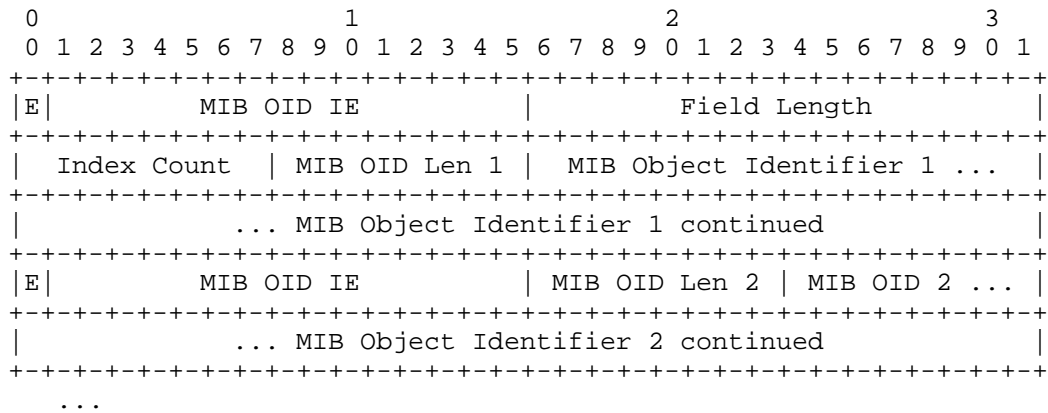 0                   1                   2                   3
 0 1 2 3 4 5 6 7 8 9 0 1 2 3 4 5 6 7 8 9 0 1 2 3 4 5 6 7 8 9 0 1
+-+-+-+-+-+-+-+-+-+-+-+-+-+-+-+-+-+-+-+-+-+-+-+-+-+-+-+-+-+-+-+-+
|E|         MIB OID IE          |         Field Length          |
+-+-+-+-+-+-+-+-+-+-+-+-+-+-+-+-+-+-+-+-+-+-+-+-+-+-+-+-+-+-+-+-+
|  Index Count  | MIB OID Len 1 |  MIB Object Identifier 1 ...  |
+-+-+-+-+-+-+-+-+-+-+-+-+-+-+-+-+-+-+-+-+-+-+-+-+-+-+-+-+-+-+-+-+
|             ... MIB Object Identifier 1 continued             |
+-+-+-+-+-+-+-+-+-+-+-+-+-+-+-+-+-+-+-+-+-+-+-+-+-+-+-+-+-+-+-+-+
|E|         MIB OID IE          | MIB OID Len 2 | MIB OID 2 ... |
+-+-+-+-+-+-+-+-+-+-+-+-+-+-+-+-+-+-+-+-+-+-+-+-+-+-+-+-+-+-+-+-+
|             ... MIB Object Identifier 2 continued             |
+-+-+-+-+-+-+-+-+-+-+-+-+-+-+-+-+-+-+-+-+-+-+-+-+-+-+-+-+-+-+-+-+
   ...